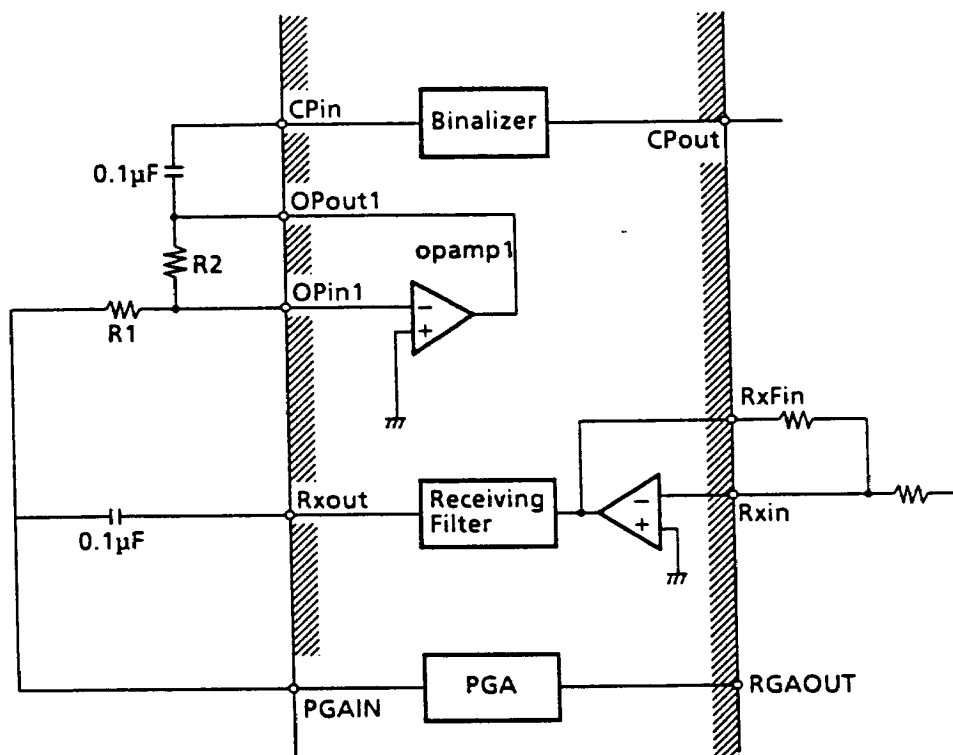 CPin
Binalizer
CPout
0.1μF
OPout1
opamp1
R2
OPin1
R1
−
+
RxFin
Rxout
Receiving
Filter
−
+
Rxin
0.1μF
PGA
PGAIN
RGAOUT